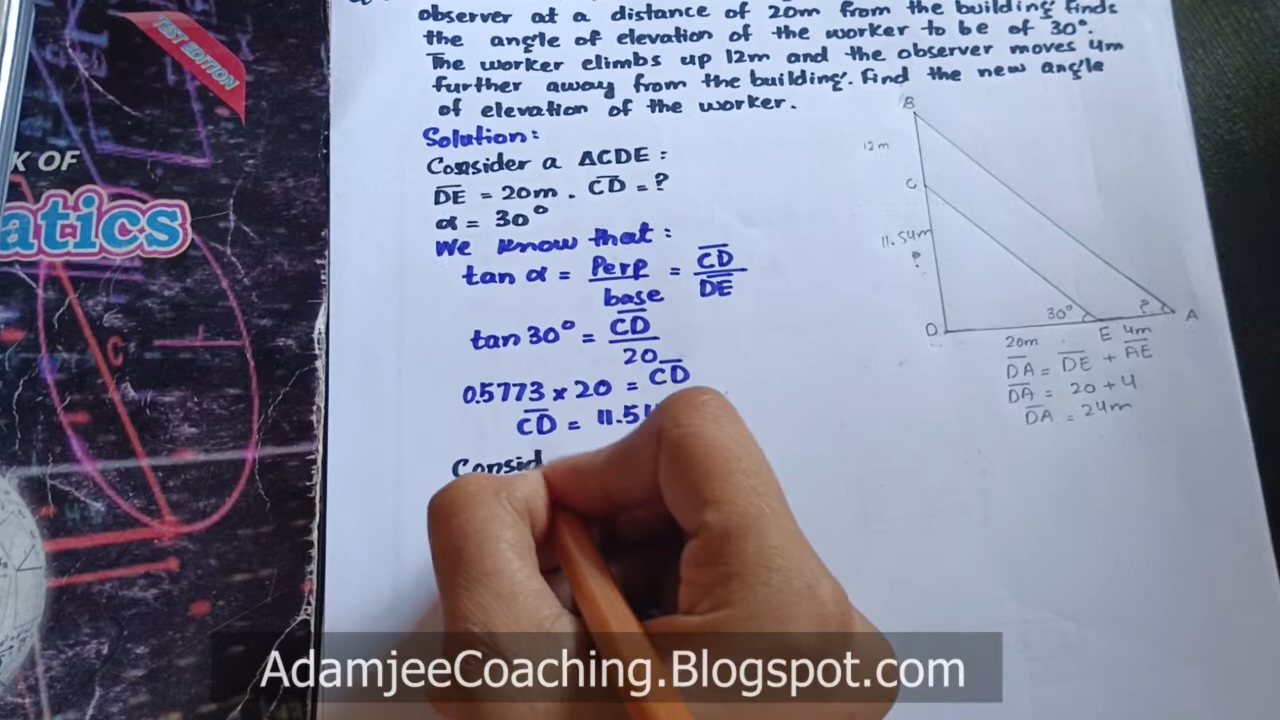 TEST EDITION
K OF
atics
observer at a distance of 20m from the building finds
the angle of elevation of the worker to be of 30°.
The worker climbs up 12m and the observer moves 4m
further away from the building. Find the new angle
of elevation of the worker.
Solution:
Consider a ΔCDE:
DE = 20m. CD = ?
α = 30°
We know that:
tan α = Perp/base = CD/DE
tan 30° = CD/20
0.5773 × 20 = CD
CD = 11.5
Consid
B
12m
C
11.54m
?
D
30°
?
A
20m
E
4m
DA = DE + AE
DA = 20 + 4
DA = 24m
AdamjeeCoaching.Blogspot.com